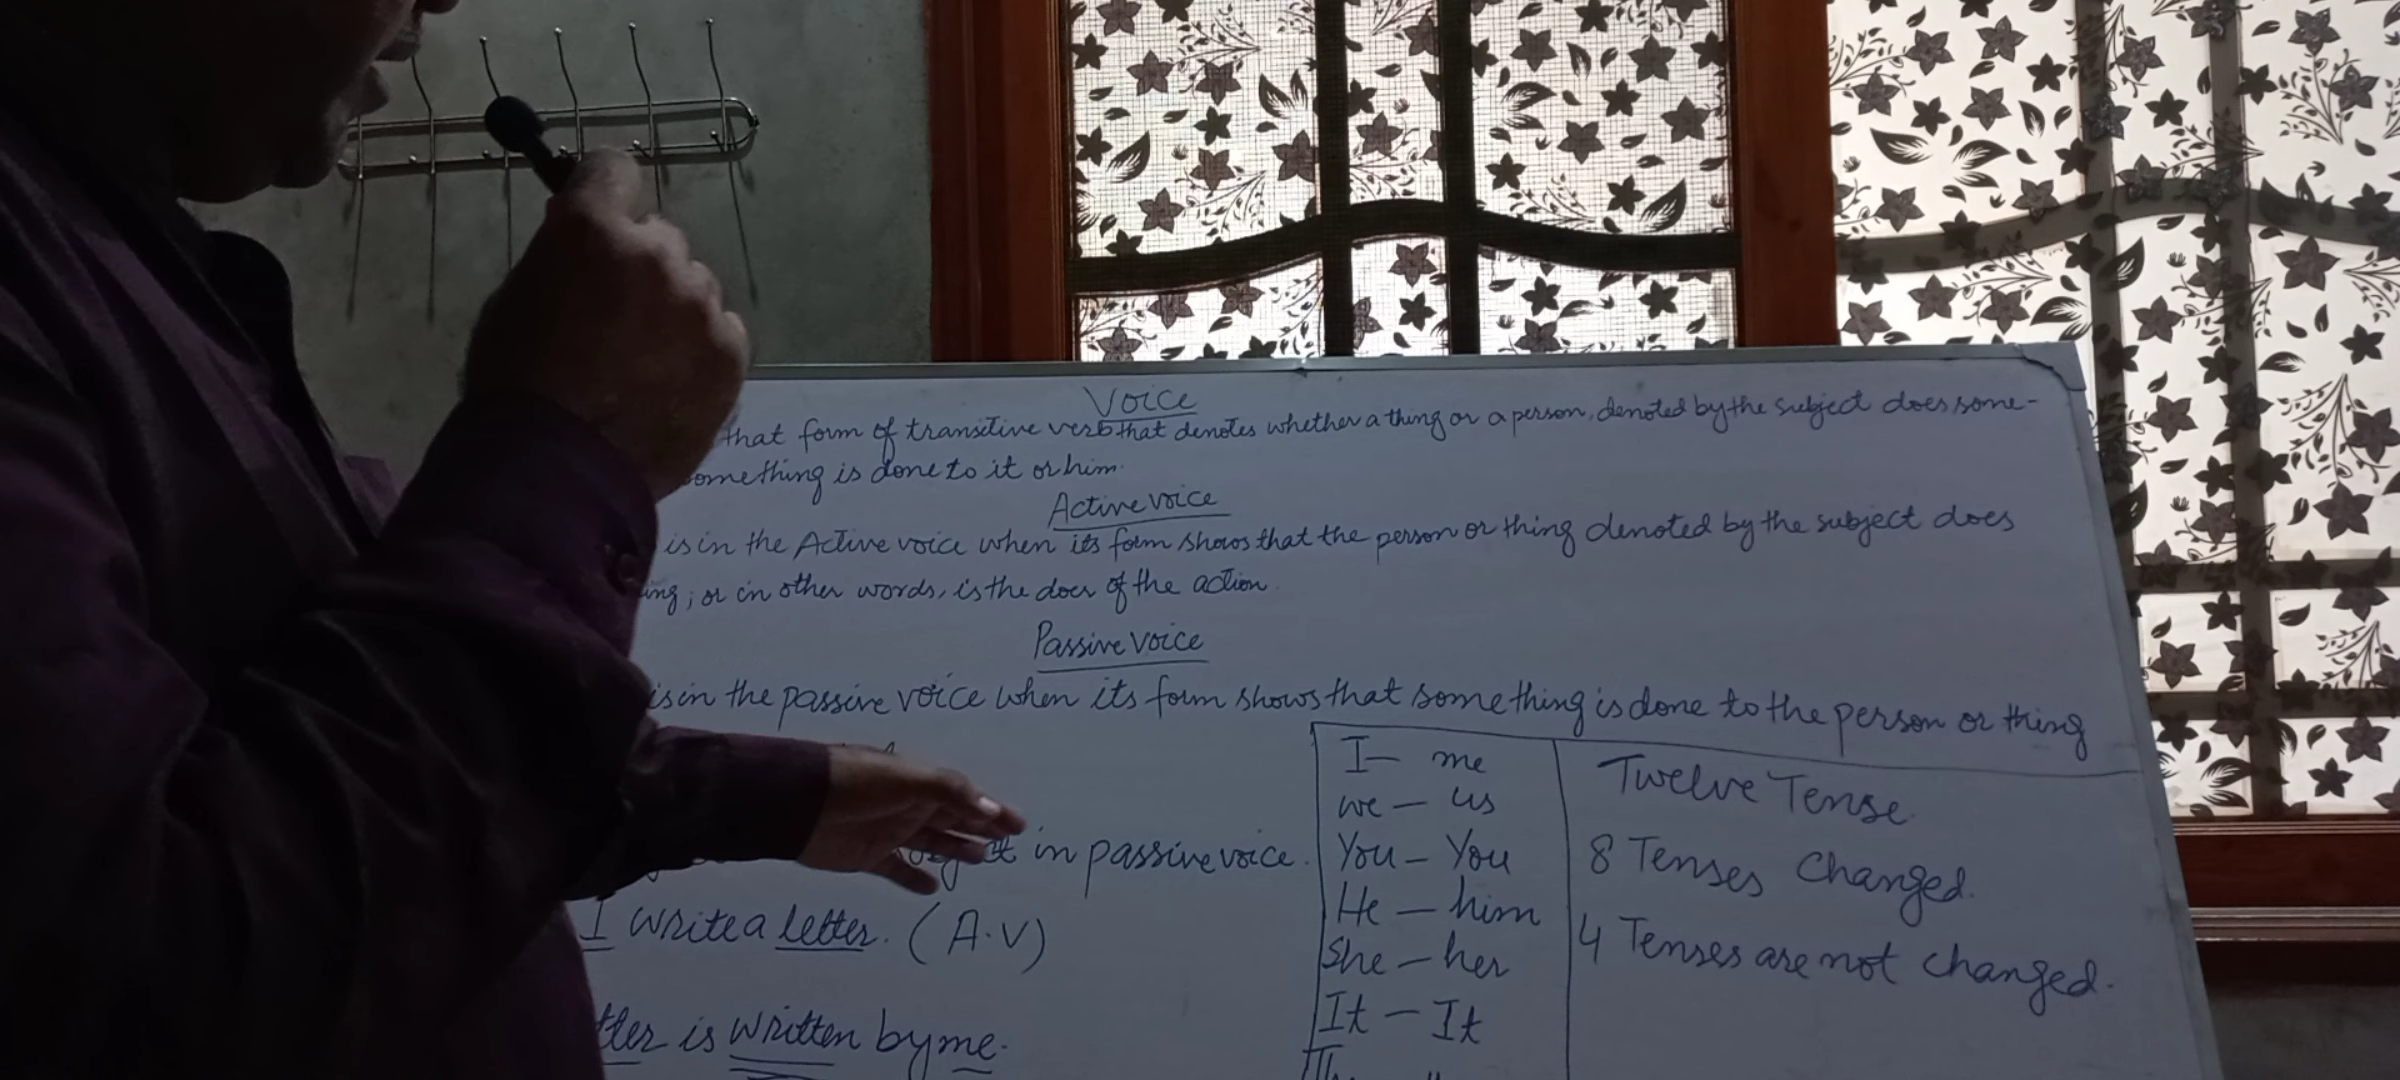 Voice
that form of transitive verb that denotes whether a thing or a person, denoted by the subject does some-
something is done to it or him.
Active voice
is in the Active voice when its form shows that the person or thing denoted by the subject does
ing; or in other words, is the doer of the action.
Passive voice
is in the passive voice when its form shows that something is done to the person or thing
in passive voice.
I write a letter. (A.V)
tter is written by me.
I — me
we — us
You — You
He — him
She — her
It — It
Twelve Tense.
8 Tenses Changed.
4 Tenses are not changed.